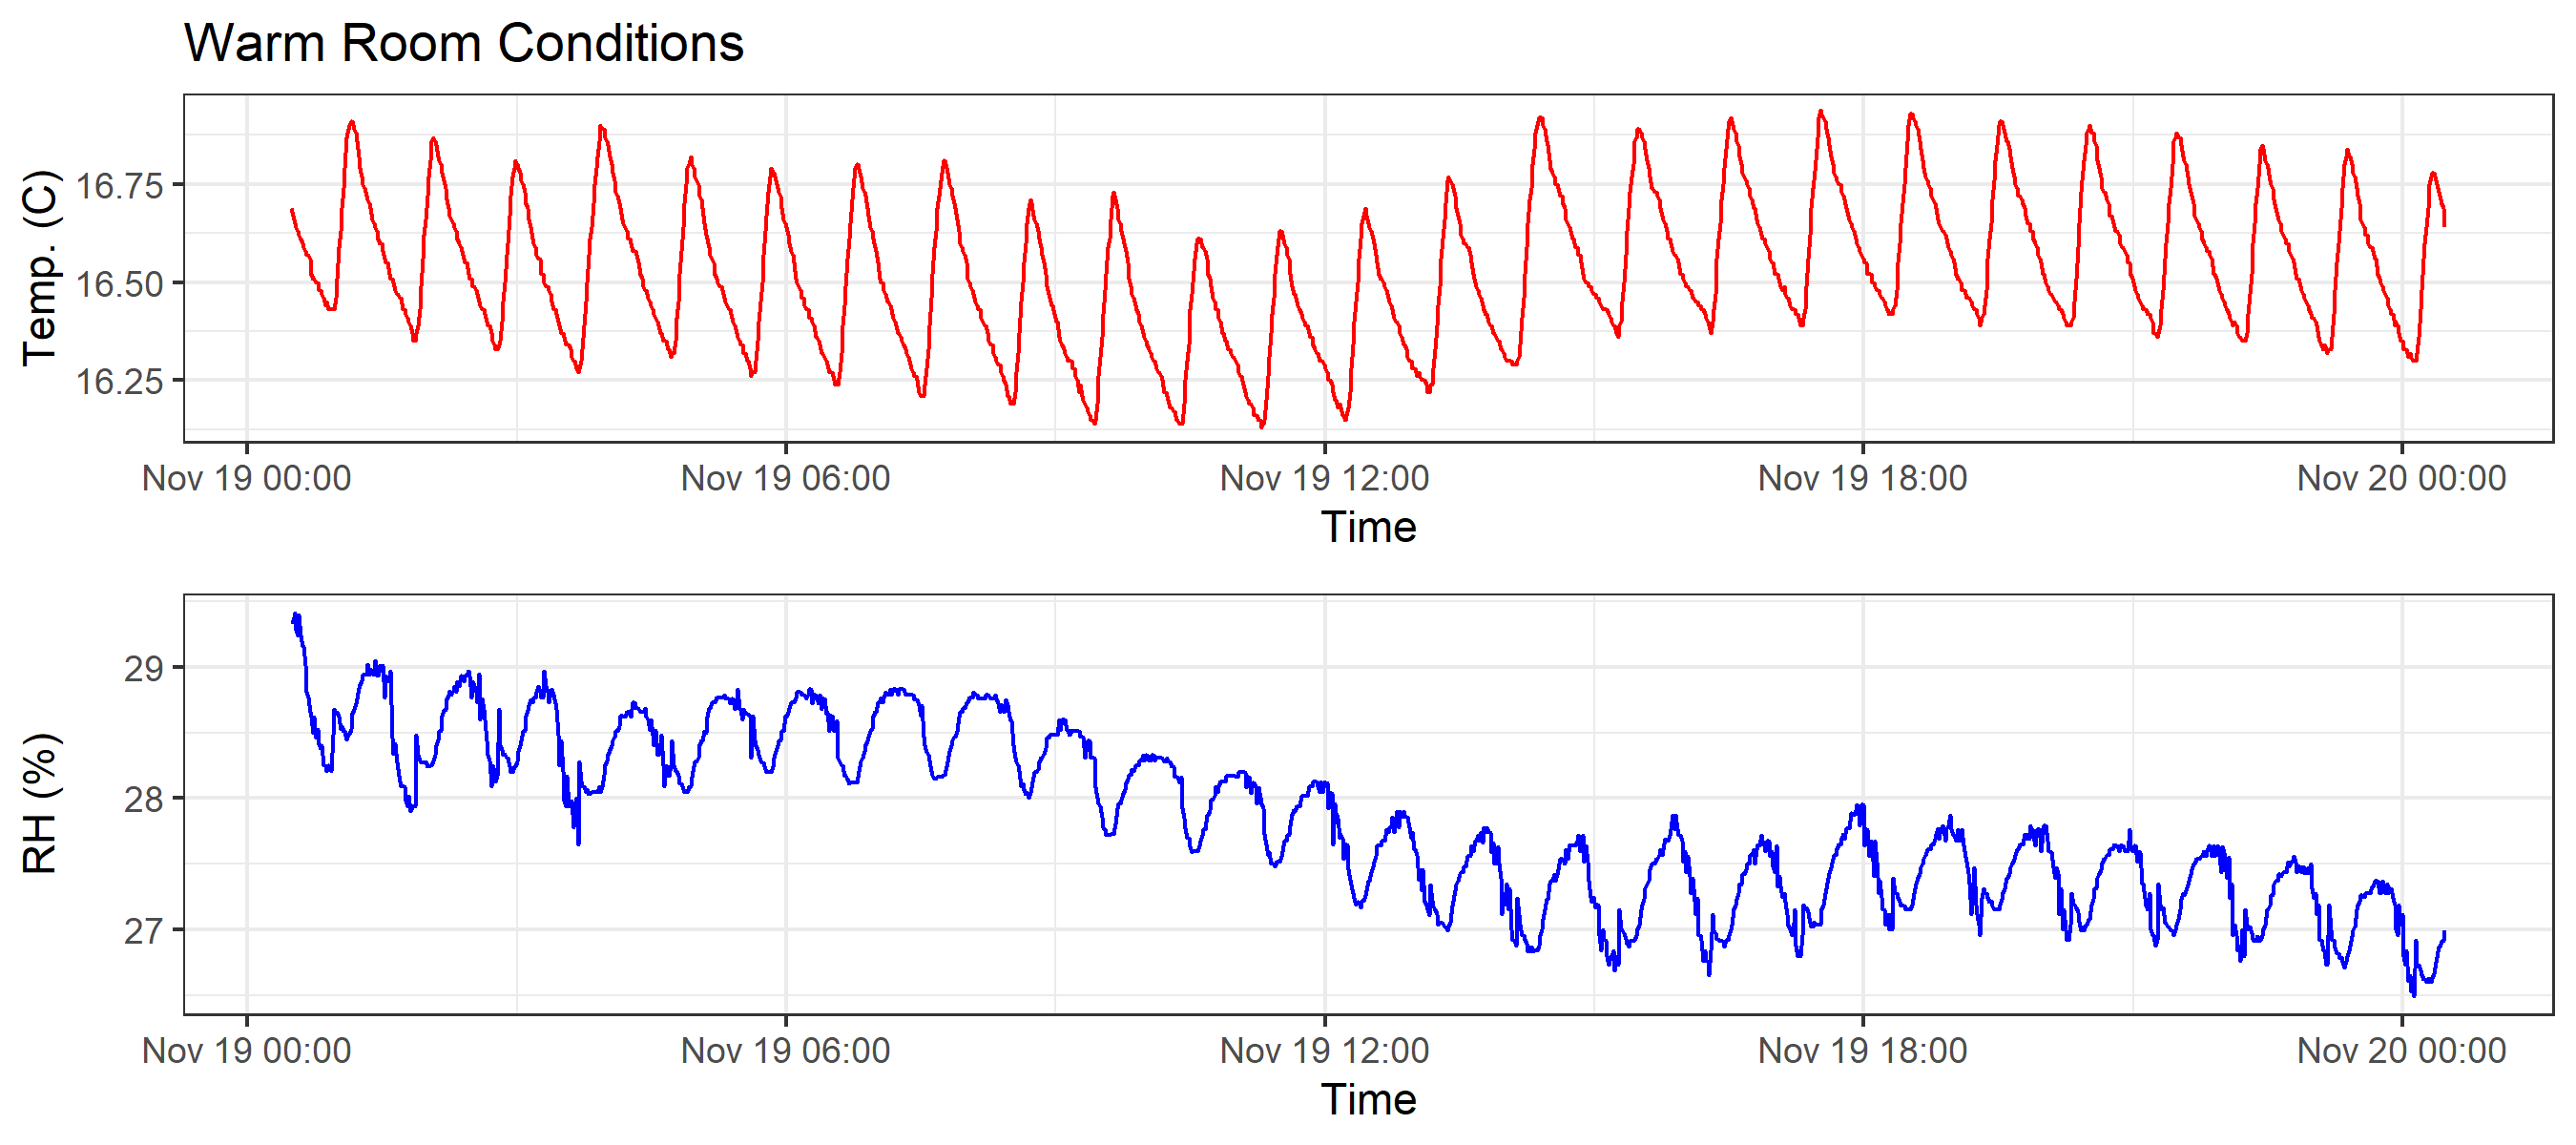 Warm Room Conditions
Temp. (C)
16.75
16.50
16.25
Nov 19 00:00 Nov 19 06:00 Nov 19 12:00 Nov 19 18:00 Nov 20 00:00
Time
RH (%)
29
28
27
Nov 19 00:00 Nov 19 06:00 Nov 19 12:00 Nov 19 18:00 Nov 20 00:00
Time